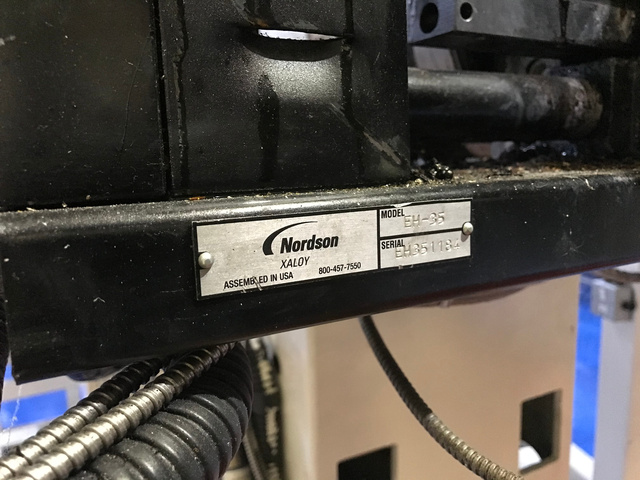 Nordson
XALOY
ASSEMBLED IN USA 800-457-7550
MODEL EH-35
SERIAL EH351184